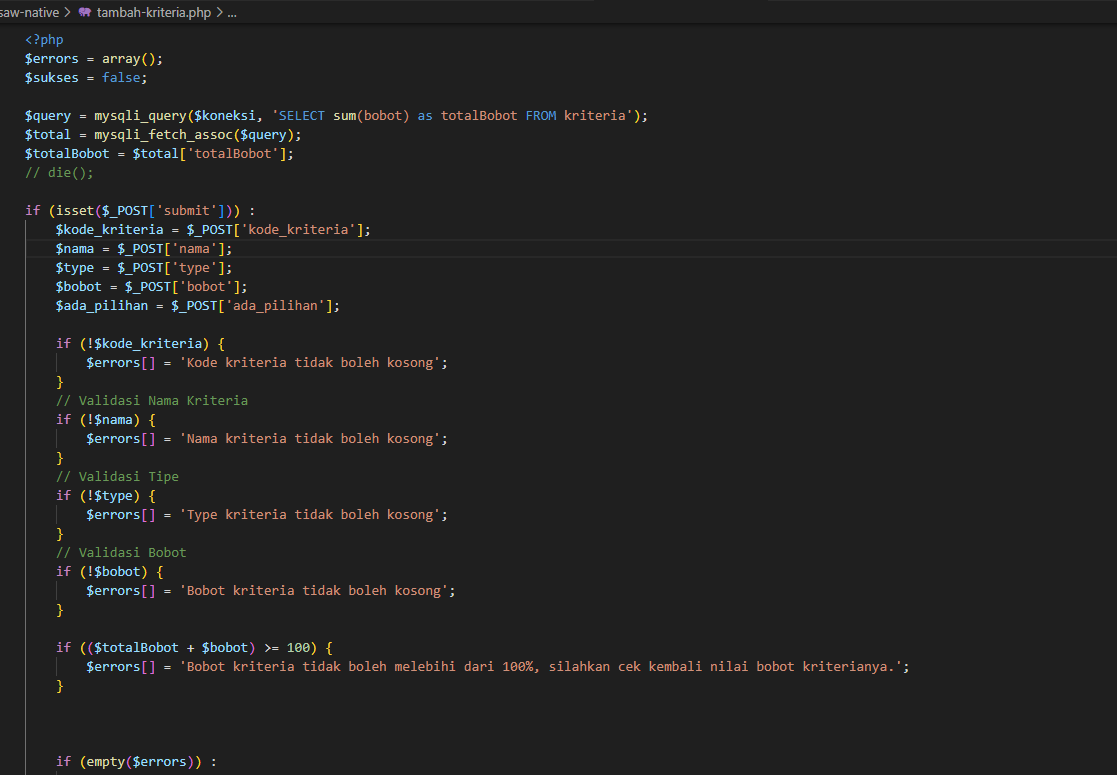 saw-native > tambah-kriteria.php > ...
<?php
$errors = array();
$sukses = false;
$query = mysqli_query($koneksi, 'SELECT sum(bobot) as totalBobot FROM kriteria');
$total = mysqli_fetch_assoc($query);
$totalBobot = $total['totalBobot'];
// die();
if (isset($_POST['submit'])) :
$kode_kriteria = $_POST['kode_kriteria'];
$nama = $_POST['nama'];
$type = $_POST['type'];
$bobot = $_POST['bobot'];
$ada_pilihan = $_POST['ada_pilihan'];
if (!$kode_kriteria) {
$errors[] = 'Kode kriteria tidak boleh kosong';
}
// Validasi Nama Kriteria
if (!$nama) {
$errors[] = 'Nama kriteria tidak boleh kosong';
}
// Validasi Tipe
if (!$type) {
$errors[] = 'Type kriteria tidak boleh kosong';
}
// Validasi Bobot
if (!$bobot) {
$errors[] = 'Bobot kriteria tidak boleh kosong';
}
if (($totalBobot + $bobot) >= 100) {
$errors[] = 'Bobot kriteria tidak boleh melebihi dari 100%, silahkan cek kembali nilai bobot kriterianya.';
}
if (empty($errors)) :